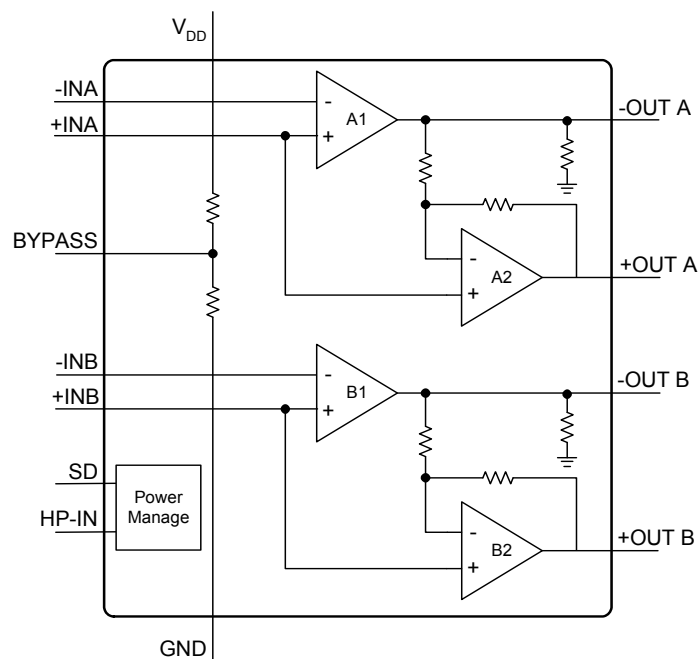 VDD
-INA
+INA
-
+
A1
-OUT A
BYPASS
-
+
A2
+OUT A
-INB
+INB
-
+
B1
-OUT B
SD
HP-IN
Power
Manage
-
+
B2
+OUT B
GND